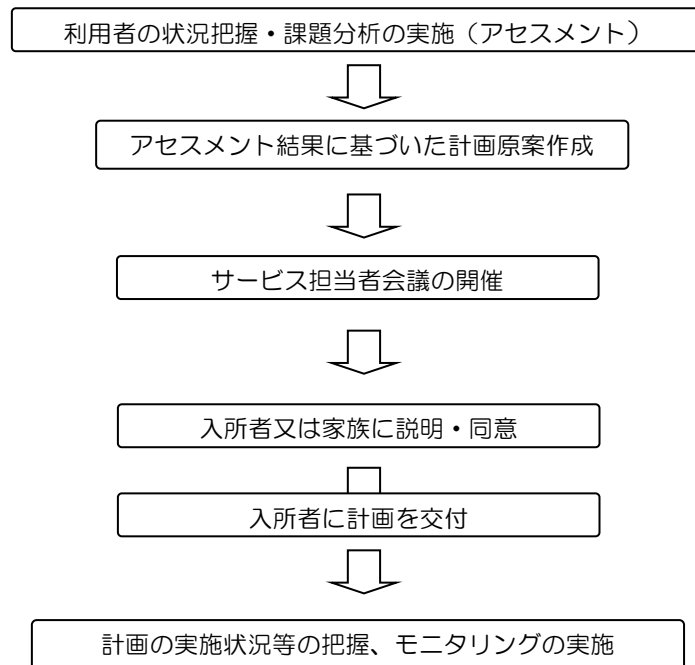 利用者の状況把握・課題分析の実施（アセスメント）
アセスメント結果に基づいた計画原案作成
サービス担当者会議の開催
入所者又は家族に説明・同意
入所者に計画を交付
計画の実施状況等の把握、モニタリングの実施